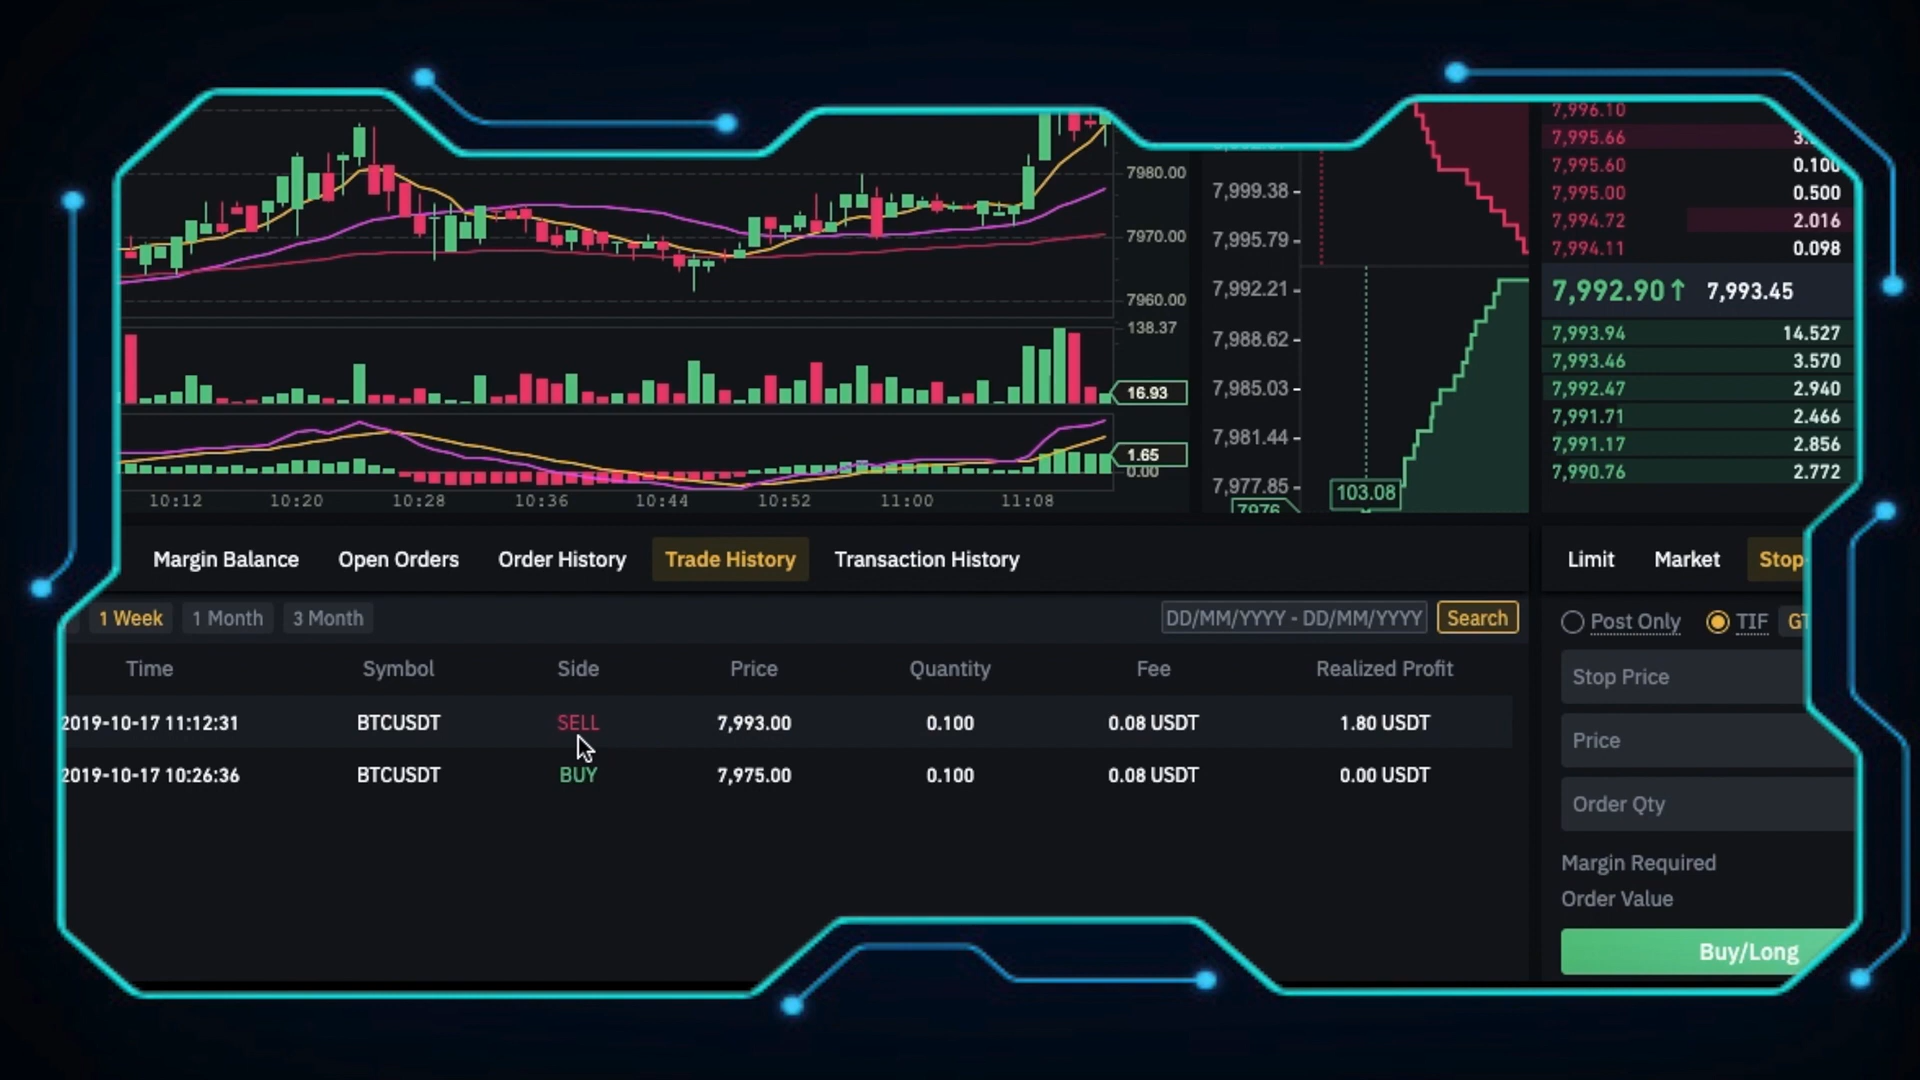 7980.00
7970.00
7960.00
138.37
16.93
1.65
0.00
10:12 10:20 10:28 10:36 10:44 10:52 11:00 11:08
7,999.38
7,995.79
7,992.21
7,988.62
7,985.03
7,981.44
7,977.85
7976
103.08
7,996.10
7,995.66
7,995.60 0.100
7,995.00 0.500
7,994.72 2.016
7,994.11 0.098
7,992.90↑ 7,993.45
7,993.94 14.527
7,993.46 3.570
7,992.47 2.940
7,991.71 2.466
7,991.17 2.856
7,990.76 2.772
Margin Balance Open Orders Order History Trade History Transaction History
1 Week 1 Month 3 Month DD/MM/YYYY - DD/MM/YYYY Search
Time Symbol Side Price Quantity Fee Realized Profit
2019-10-17 11:12:31 BTCUSDT SELL 7,993.00 0.100 0.08 USDT 1.80 USDT
2019-10-17 10:26:36 BTCUSDT BUY 7,975.00 0.100 0.08 USDT 0.00 USDT
Limit Market Stop
Post Only TIF
Stop Price
Price
Order Qty
Margin Required
Order Value
Buy/Long